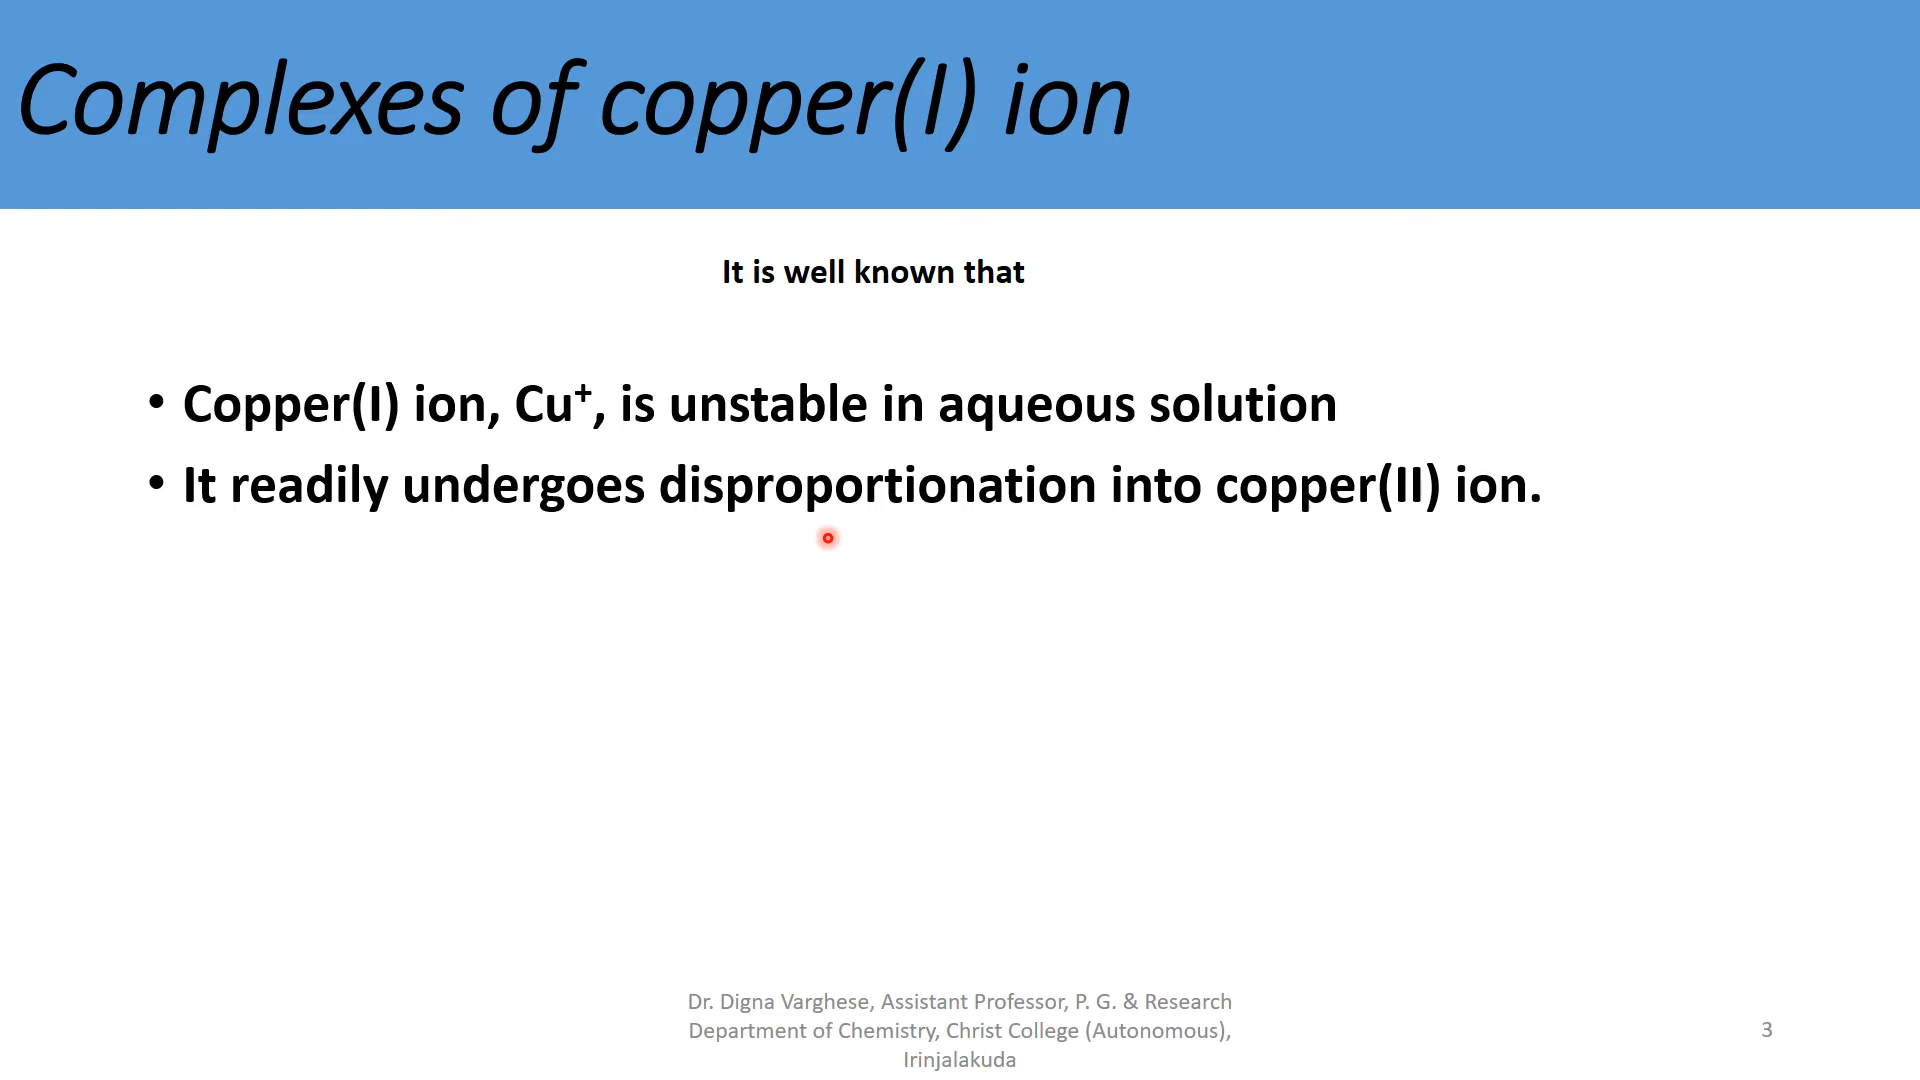 Complexes of copper(I) ion
It is well known that
• Copper(I) ion, Cu⁺, is unstable in aqueous solution
• It readily undergoes disproportionation into copper(II) ion.
Dr. Digna Varghese, Assistant Professor, P. G. & Research
Department of Chemistry, Christ College (Autonomous),
Irinjalakuda
3